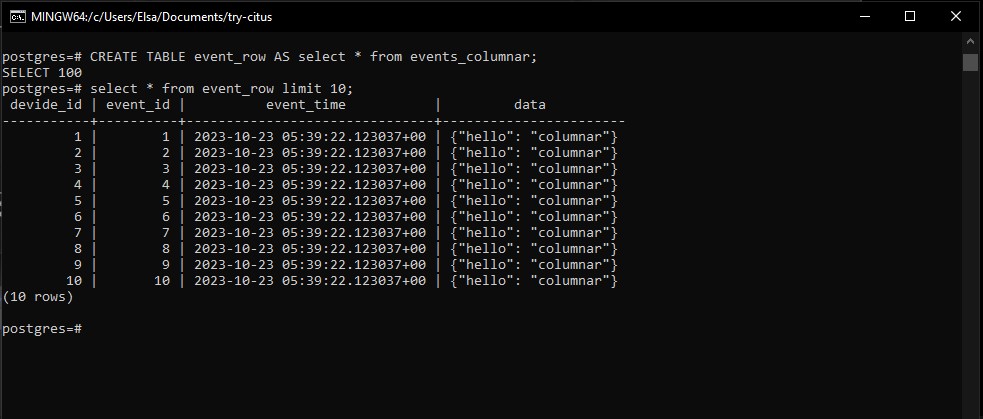 MINGW64:/c/Users/Elsa/Documents/try-citus
postgres=# CREATE TABLE event_row AS select * from events_columnar;
SELECT 100
postgres=# select * from event_row limit 10;
 devide_id | event_id |          event_time           |         data
-----------+----------+-------------------------------+-----------------------
         1 |        1 | 2023-10-23 05:39:22.123037+00 | {"hello": "columnar"}
         2 |        2 | 2023-10-23 05:39:22.123037+00 | {"hello": "columnar"}
         3 |        3 | 2023-10-23 05:39:22.123037+00 | {"hello": "columnar"}
         4 |        4 | 2023-10-23 05:39:22.123037+00 | {"hello": "columnar"}
         5 |        5 | 2023-10-23 05:39:22.123037+00 | {"hello": "columnar"}
         6 |        6 | 2023-10-23 05:39:22.123037+00 | {"hello": "columnar"}
         7 |        7 | 2023-10-23 05:39:22.123037+00 | {"hello": "columnar"}
         8 |        8 | 2023-10-23 05:39:22.123037+00 | {"hello": "columnar"}
         9 |        9 | 2023-10-23 05:39:22.123037+00 | {"hello": "columnar"}
        10 |       10 | 2023-10-23 05:39:22.123037+00 | {"hello": "columnar"}
(10 rows)
postgres=#